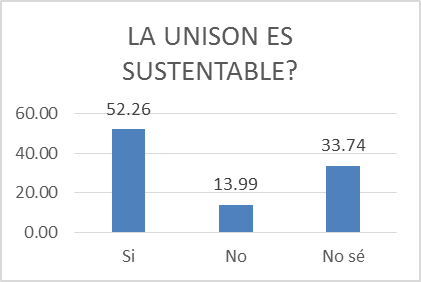 LA UNISON ES
SUSTENTABLE?
60.00
40.00
20.00
0.00
52.26
13.99
33.74
Si
No
No sé